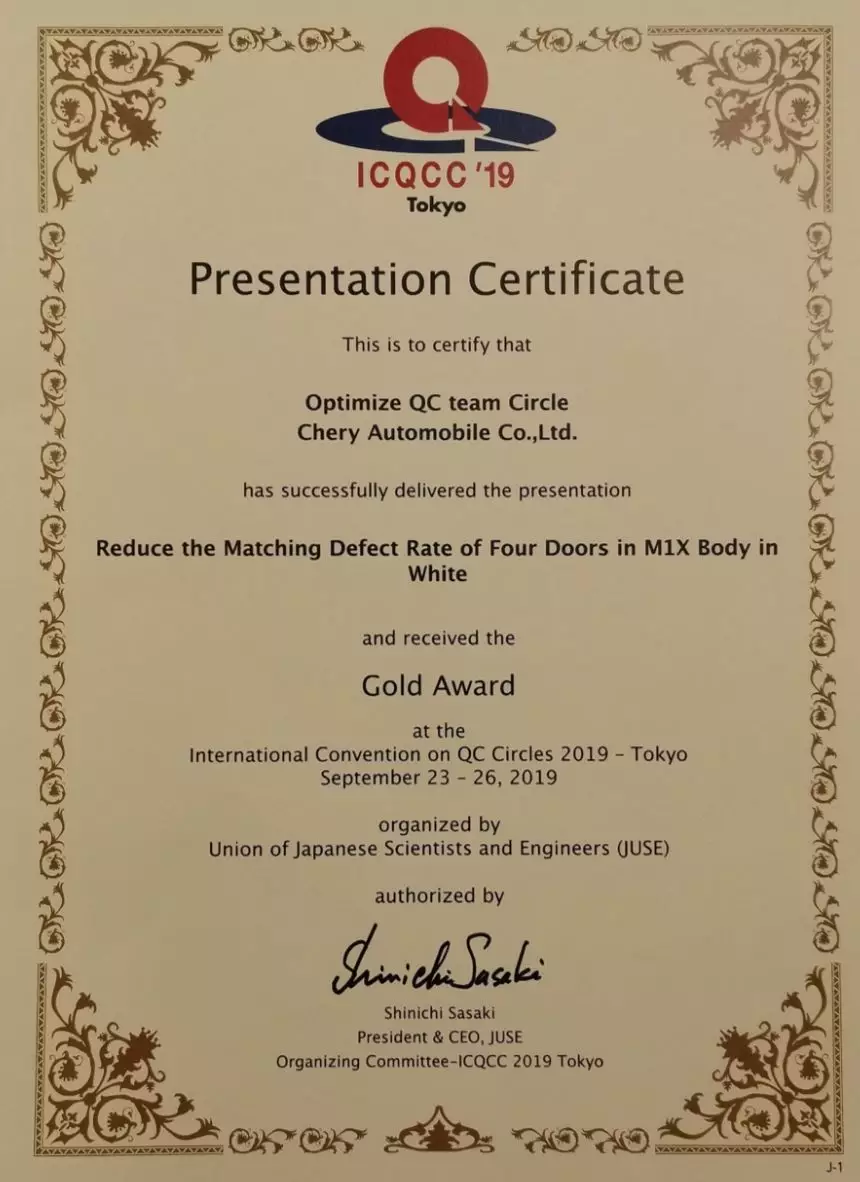 ICQCC '19
Tokyo
Presentation Certificate
This is to certify that
Optimize QC team Circle
Chery Automobile Co.,Ltd.
has successfully delivered the presentation
Reduce the Matching Defect Rate of Four Doors in M1X Body in
White
and received the
Gold Award
at the
International Convention on QC Circles 2019 – Tokyo
September 23 – 26, 2019
organized by
Union of Japanese Scientists and Engineers (JUSE)
authorized by
Shinichi Sasaki
Shinichi Sasaki
President & CEO, JUSE
Organizing Committee–ICQCC 2019 Tokyo
J-1